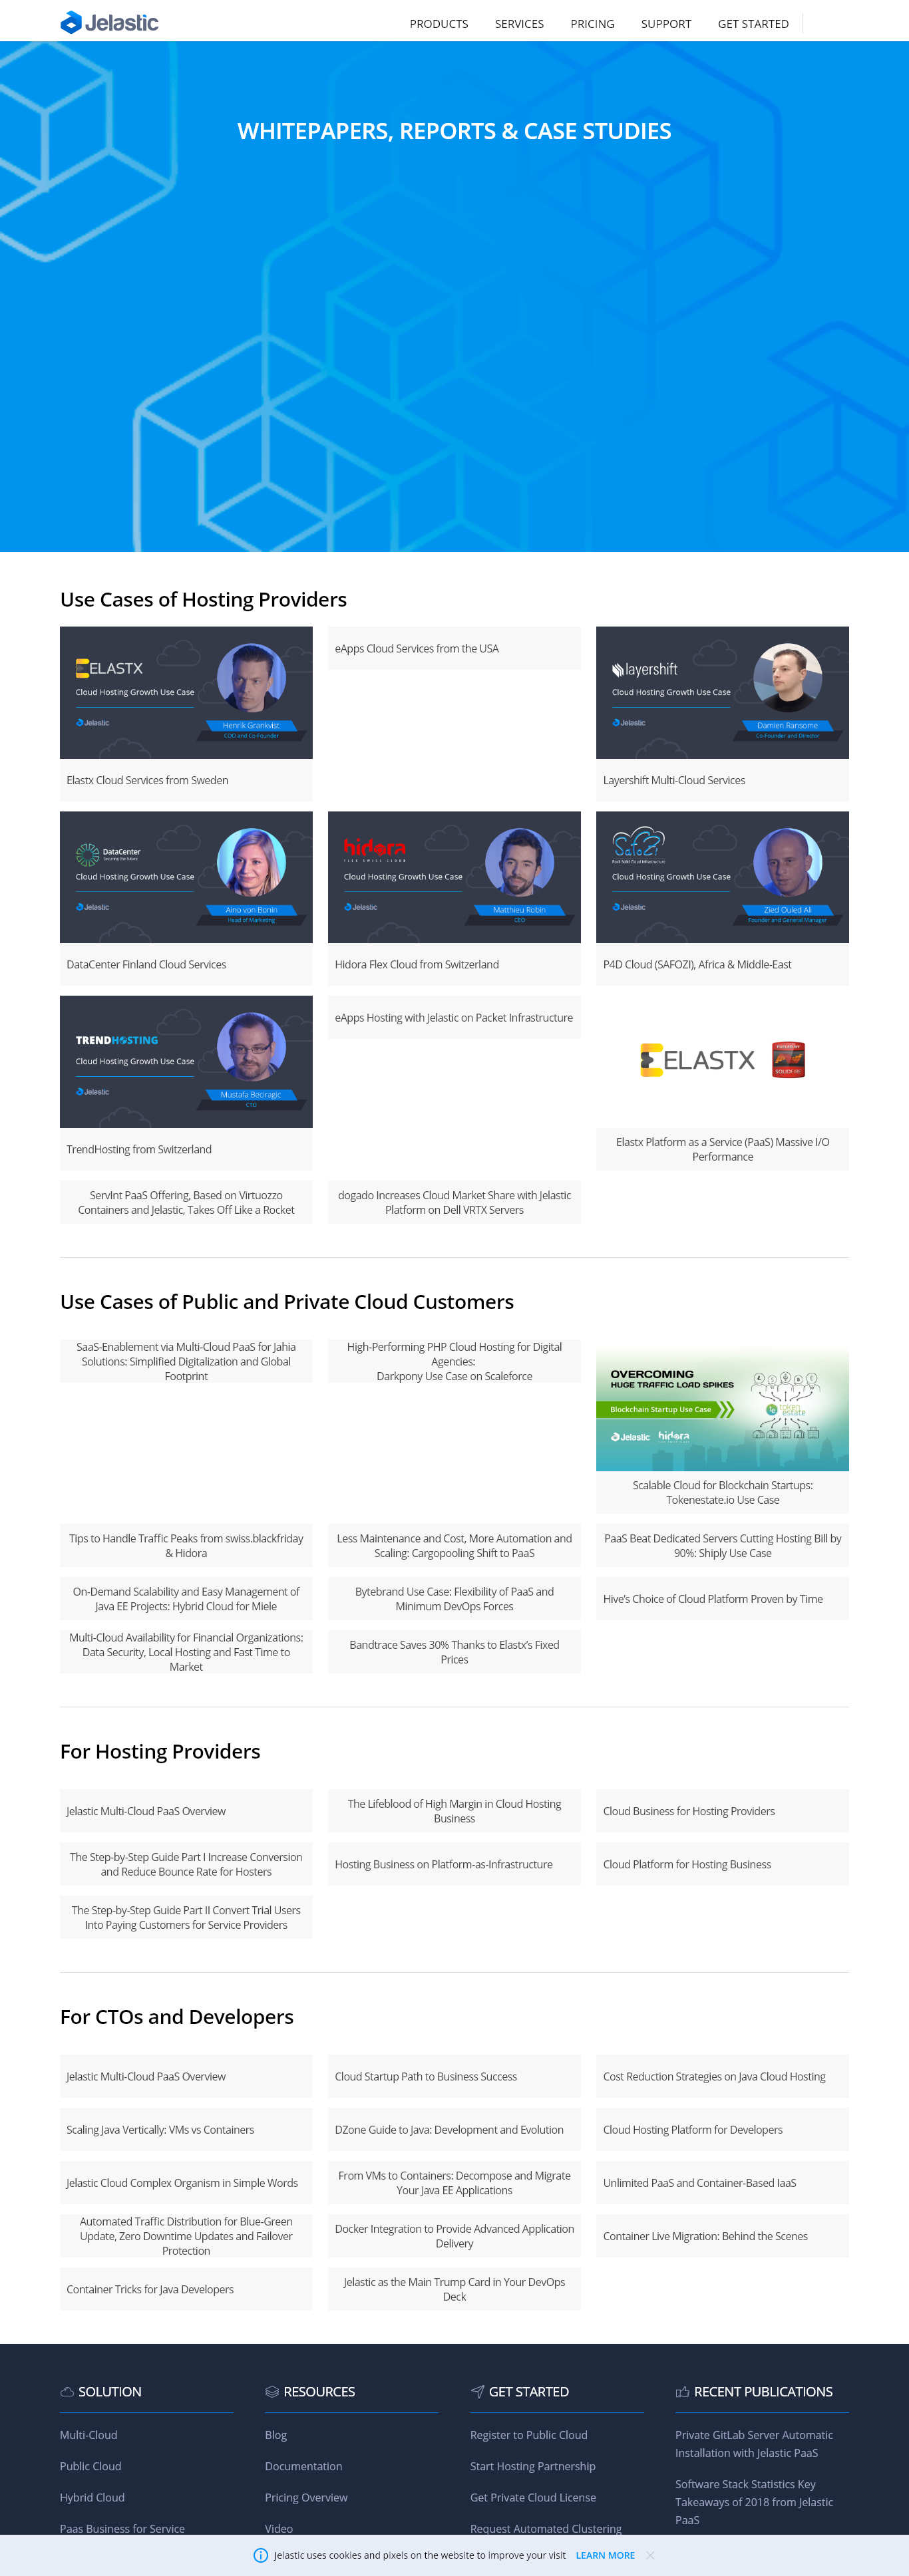 Jelastic
PRODUCTS SERVICES PRICING SUPPORT GET STARTED
WHITEPAPERS, REPORTS & CASE STUDIES
Use Cases of Hosting Providers
ELASTX
Cloud Hosting Growth Use Case
Jelastic
Henrik Grankvist
COO and Co-Founder
Elastx Cloud Services from Sweden
eApps Cloud Services from the USA
layershift
Cloud Hosting Growth Use Case
Jelastic
Damien Ransome
Co-Founder and Director
Layershift Multi-Cloud Services
DataCenter
Securing the future
Cloud Hosting Growth Use Case
Jelastic
Aino von Bonin
Head of Marketing
DataCenter Finland Cloud Services
hidora
FLEX SWISS CLOUD
Cloud Hosting Growth Use Case
Jelastic
Matthieu Robin
CEO
Hidora Flex Cloud from Switzerland
SafoZi
Rock Solid Cloud Infrastructure
Cloud Hosting Growth Use Case
Jelastic
Zied Ouled Ali
Founder and General Manager
P4D Cloud (SAFOZI), Africa & Middle-East
TRENDHOSTING
Cloud Hosting Growth Use Case
Jelastic
Mustafa Beciragic
CTO
TrendHosting from Switzerland
eApps Hosting with Jelastic on Packet Infrastructure
ELASTX
SOLIDFIRE
Elastx Platform as a Service (PaaS) Massive I/O
Performance
ServInt PaaS Offering, Based on Virtuozzo
Containers and Jelastic, Takes Off Like a Rocket
dogado Increases Cloud Market Share with Jelastic
Platform on Dell VRTX Servers
Use Cases of Public and Private Cloud Customers
SaaS-Enablement via Multi-Cloud PaaS for Jahia
Solutions: Simplified Digitalization and Global
Footprint
High-Performing PHP Cloud Hosting for Digital
Agencies:
Darkpony Use Case on Scaleforce
OVERCOMING
HUGE TRAFFIC LOAD SPIKES
Blockchain Startup Use Case
Jelastic
hidora
token
estate
Scalable Cloud for Blockchain Startups:
Tokenestate.io Use Case
Tips to Handle Traffic Peaks from swiss.blackfriday
& Hidora
Less Maintenance and Cost, More Automation and
Scaling: Cargopooling Shift to PaaS
PaaS Beat Dedicated Servers Cutting Hosting Bill by
90%: Shiply Use Case
On-Demand Scalability and Easy Management of
Java EE Projects: Hybrid Cloud for Miele
Bytebrand Use Case: Flexibility of PaaS and
Minimum DevOps Forces
Hive's Choice of Cloud Platform Proven by Time
Multi-Cloud Availability for Financial Organizations:
Data Security, Local Hosting and Fast Time to
Market
Bandtrace Saves 30% Thanks to Elastx's Fixed
Prices
For Hosting Providers
Jelastic Multi-Cloud PaaS Overview
The Lifeblood of High Margin in Cloud Hosting
Business
Cloud Business for Hosting Providers
The Step-by-Step Guide Part I Increase Conversion
and Reduce Bounce Rate for Hosters
Hosting Business on Platform-as-Infrastructure
Cloud Platform for Hosting Business
The Step-by-Step Guide Part II Convert Trial Users
Into Paying Customers for Service Providers
For CTOs and Developers
Jelastic Multi-Cloud PaaS Overview
Cloud Startup Path to Business Success
Cost Reduction Strategies on Java Cloud Hosting
Scaling Java Vertically: VMs vs Containers
DZone Guide to Java: Development and Evolution
Cloud Hosting Platform for Developers
Jelastic Cloud Complex Organism in Simple Words
From VMs to Containers: Decompose and Migrate
Your Java EE Applications
Unlimited PaaS and Container-Based IaaS
Automated Traffic Distribution for Blue-Green
Update, Zero Downtime Updates and Failover
Protection
Docker Integration to Provide Advanced Application
Delivery
Container Live Migration: Behind the Scenes
Container Tricks for Java Developers
Jelastic as the Main Trump Card in Your DevOps
Deck
SOLUTION
Multi-Cloud
Public Cloud
Hybrid Cloud
Paas Business for Service
RESOURCES
Blog
Documentation
Pricing Overview
Video
GET STARTED
Register to Public Cloud
Start Hosting Partnership
Get Private Cloud License
Request Automated Clustering
RECENT PUBLICATIONS
Private GitLab Server Automatic
Installation with Jelastic PaaS
Software Stack Statistics Key
Takeaways of 2018 from Jelastic
PaaS
Jelastic uses cookies and pixels on the website to improve your visit LEARN MORE